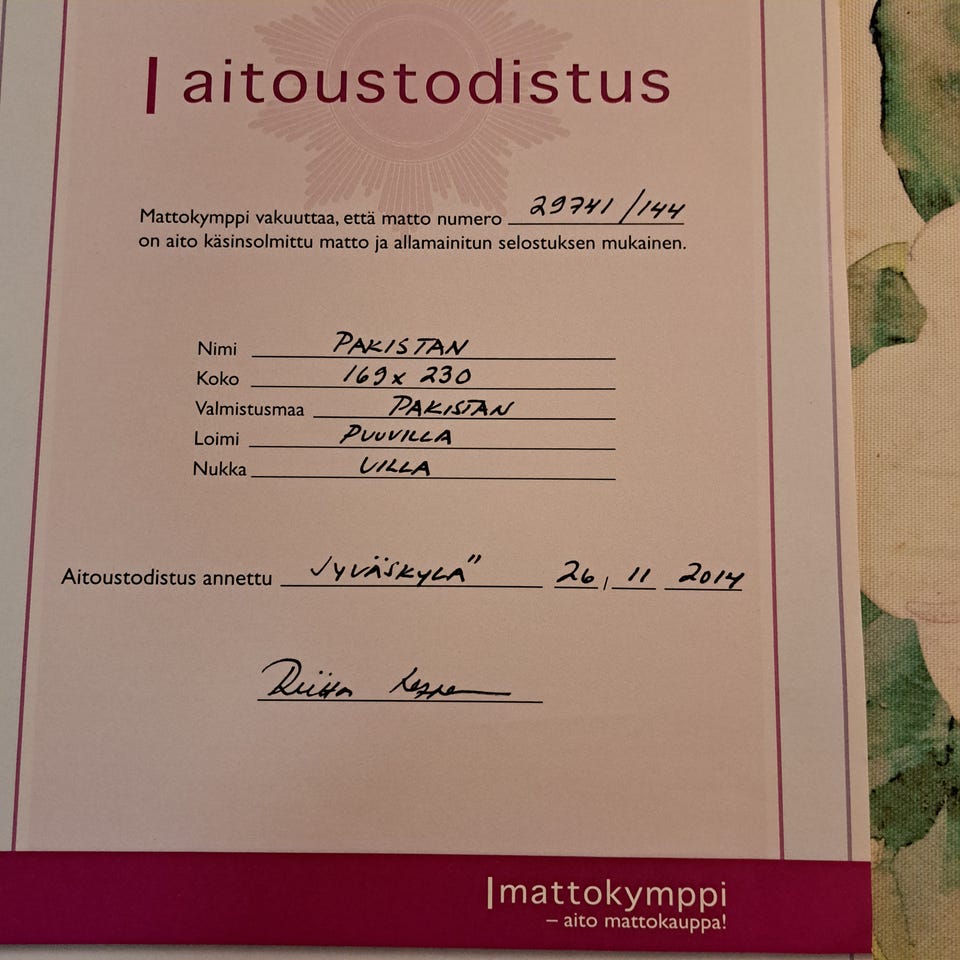 aitoustodistus
Mattokymppi vakuuttaa, että matto numero 29741/144
on aito käsinsolmittu matto ja allamainitun selostuksen mukainen.
Nimi PAKISTAN
Koko 169 x 230
Valmistusmaa PAKISTAN
Loimi PUUVILLA
Nukka VILLA
Aitoustodistus annettu JYVÄSKYLÄ 26, 11 2014
Riitta
mattokymppi
– aito mattokauppa!